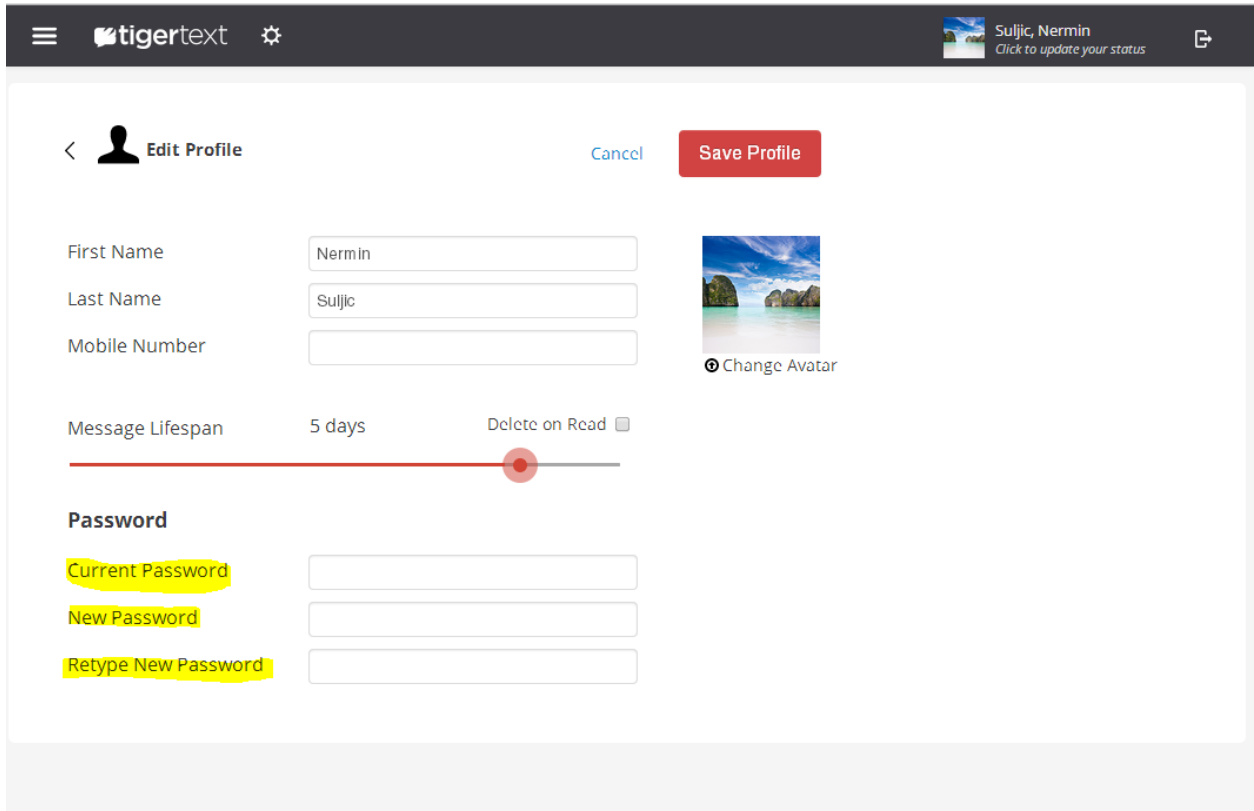 tigertext
Suljic, Nermin
Click to update your status
Edit Profile
Cancel
Save Profile
First Name
Nermin
Last Name
Suljic
Mobile Number
Change Avatar
Message Lifespan
5 days
Delete on Read
Password
Current Password
New Password
Retype New Password